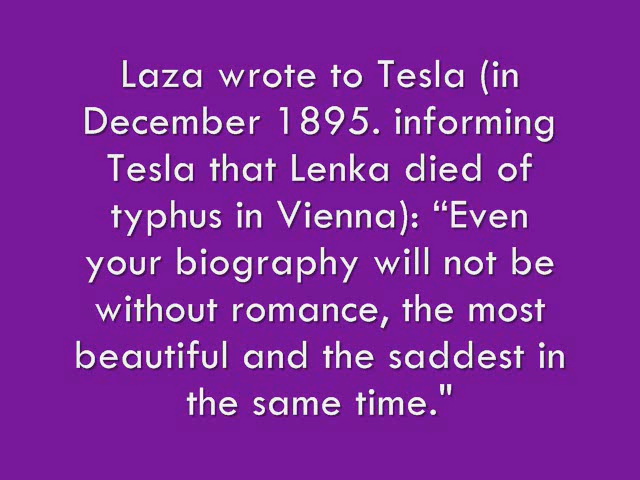 Laza wrote to Tesla (in
December 1895. informing
Tesla that Lenka died of
typhus in Vienna): “Even
your biography will not be
without romance, the most
beautiful and the saddest in
the same time."